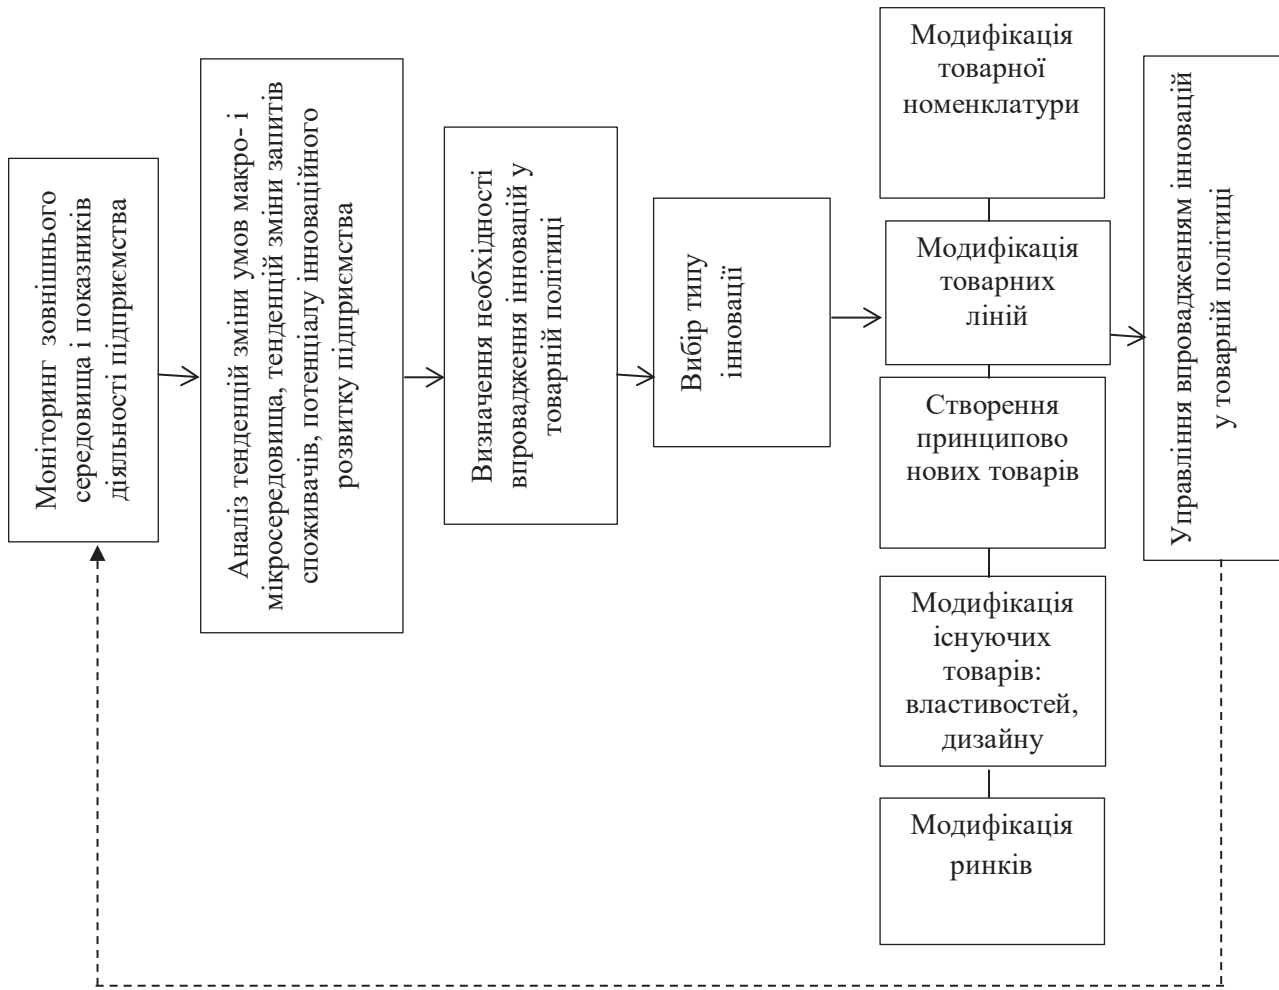 Моніторинг зовнішнього
середовища і показників
діяльності підприємства
Аналіз тенденцій зміни умов макро- і
мікросередовища, тенденцій зміни запитів
споживачів, потенціалу інноваційного
розвитку підприємства
Визначення необхідності
впровадження інновацій у
товарній політиці
Вибір типу
інновації
Модифікація
товарної
номенклатури
Модифікація
товарних
ліній
Створення
принципово
нових товарів
Модифікація
існуючих
товарів:
властивостей,
дизайну
Модифікація
ринків
Управління впровадженням інновацій
у товарній політиці